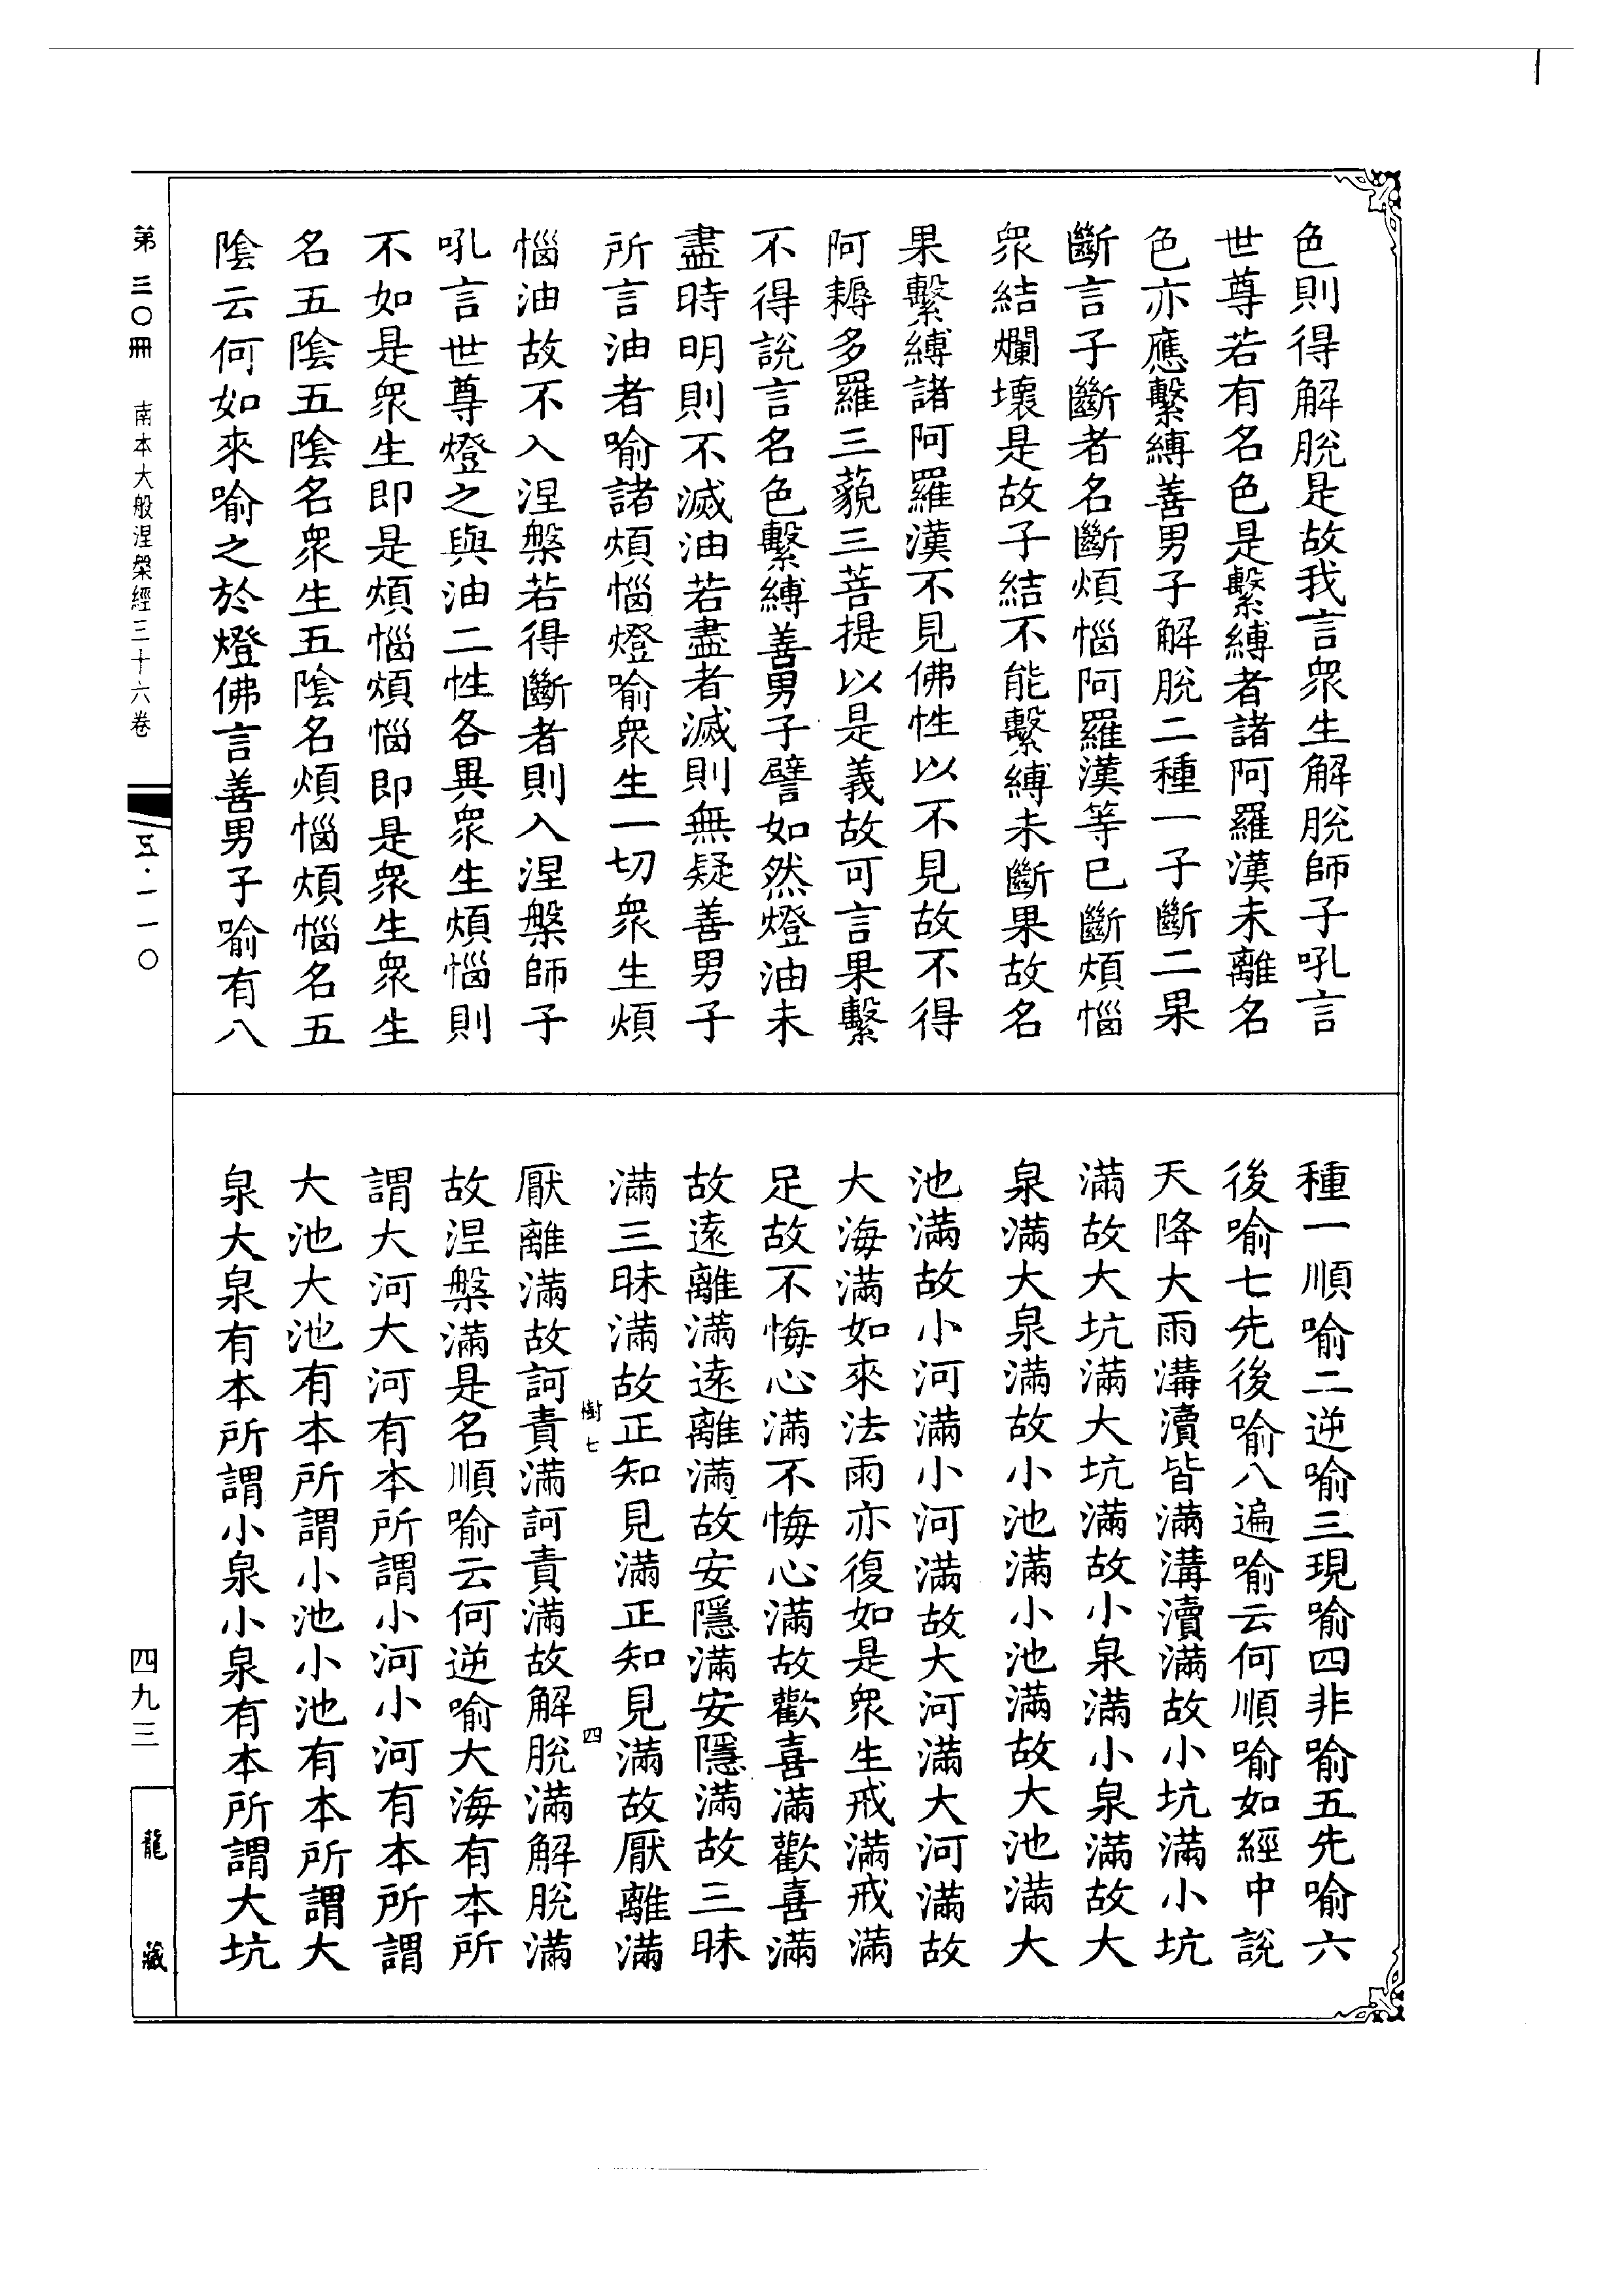 色則得解脫是故我言眾生解脫師子吼言
世尊若有名色是繫縛者諸阿羅漢未離名
色亦應繫縛善男子解脫二種一子斷二果
斷言子斷者名斷煩惱阿羅漢等已斷煩惱
眾結爛壞是故子結不能繫縛未斷果故名
果繫縛諸阿羅漢不見佛性以不見故不得
阿耨多羅三藐三菩提以是義故可言果繫
不得說言名色繫縛善男子譬如然燈油未
盡時明則不滅油若盡者滅則無疑善男子
所言油者喻諸煩惱燈喻眾生一切眾生煩
惱油故不入涅槃若得斷者則入涅槃師子
吼言世尊燈之與油二性各異眾生煩惱則
不如是眾生即是煩惱煩惱即是眾生眾生
名五陰五陰名眾生五陰名煩惱煩惱名五
陰云何如來喻之於燈佛言善男子喻有八
種一順喻二逆喻三現喻四非喻五先喻六
後喻七先後喻八遍喻云何順喻如經中說
天降大雨溝瀆皆滿溝瀆滿故小坑滿小坑
滿故大坑滿大坑滿故小泉滿小泉滿故大
泉滿大泉滿故小池滿小池滿故大池滿大
池滿故小河滿小河滿故大河滿大河滿故
大海滿如來法雨亦復如是眾生戒滿戒滿
足故不悔心滿不悔心滿故歡喜滿歡喜滿
故遠離滿遠離滿故安隱滿安隱滿故三昧
滿三昧滿故正知見滿正知見滿故厭離滿
樹七 四
厭離滿故訶責滿訶責滿故解脫滿解脫滿
故涅槃滿是名順喻云何逆喻大海有本所
謂大河大河有本所謂小河小河有本所謂
大池大池有本所謂小池小池有本所謂大
泉大泉有本所謂小泉小泉有本所謂大坑
第三〇冊 南本大般涅槃經三十六卷
五·一一〇
四九三
龍藏